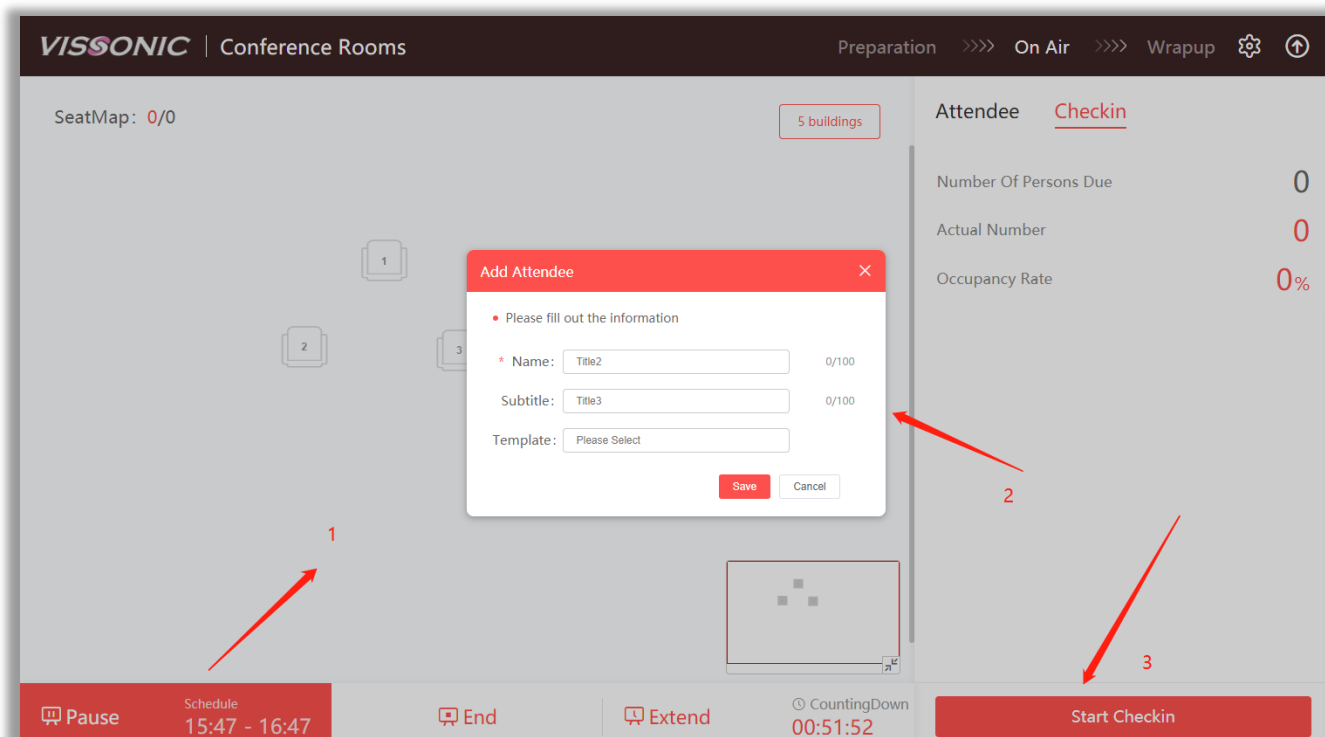 VISSONIC | Conference Rooms
Preparation >>>> On Air >>>> Wrapup
SeatMap: 0/0
5 buildings
Attendee Checkin
Number Of Persons Due 0
Actual Number 0
Occupancy Rate 0%
1
2
3
Add Attendee
Please fill out the information
* Name: Title2 0/100
Subtitle: Title3 0/100
Template: Please Select
Save Cancel
1
2
3
Pause
Schedule
15:47 - 16:47
End
Extend
CountingDown
00:51:52
Start Checkin